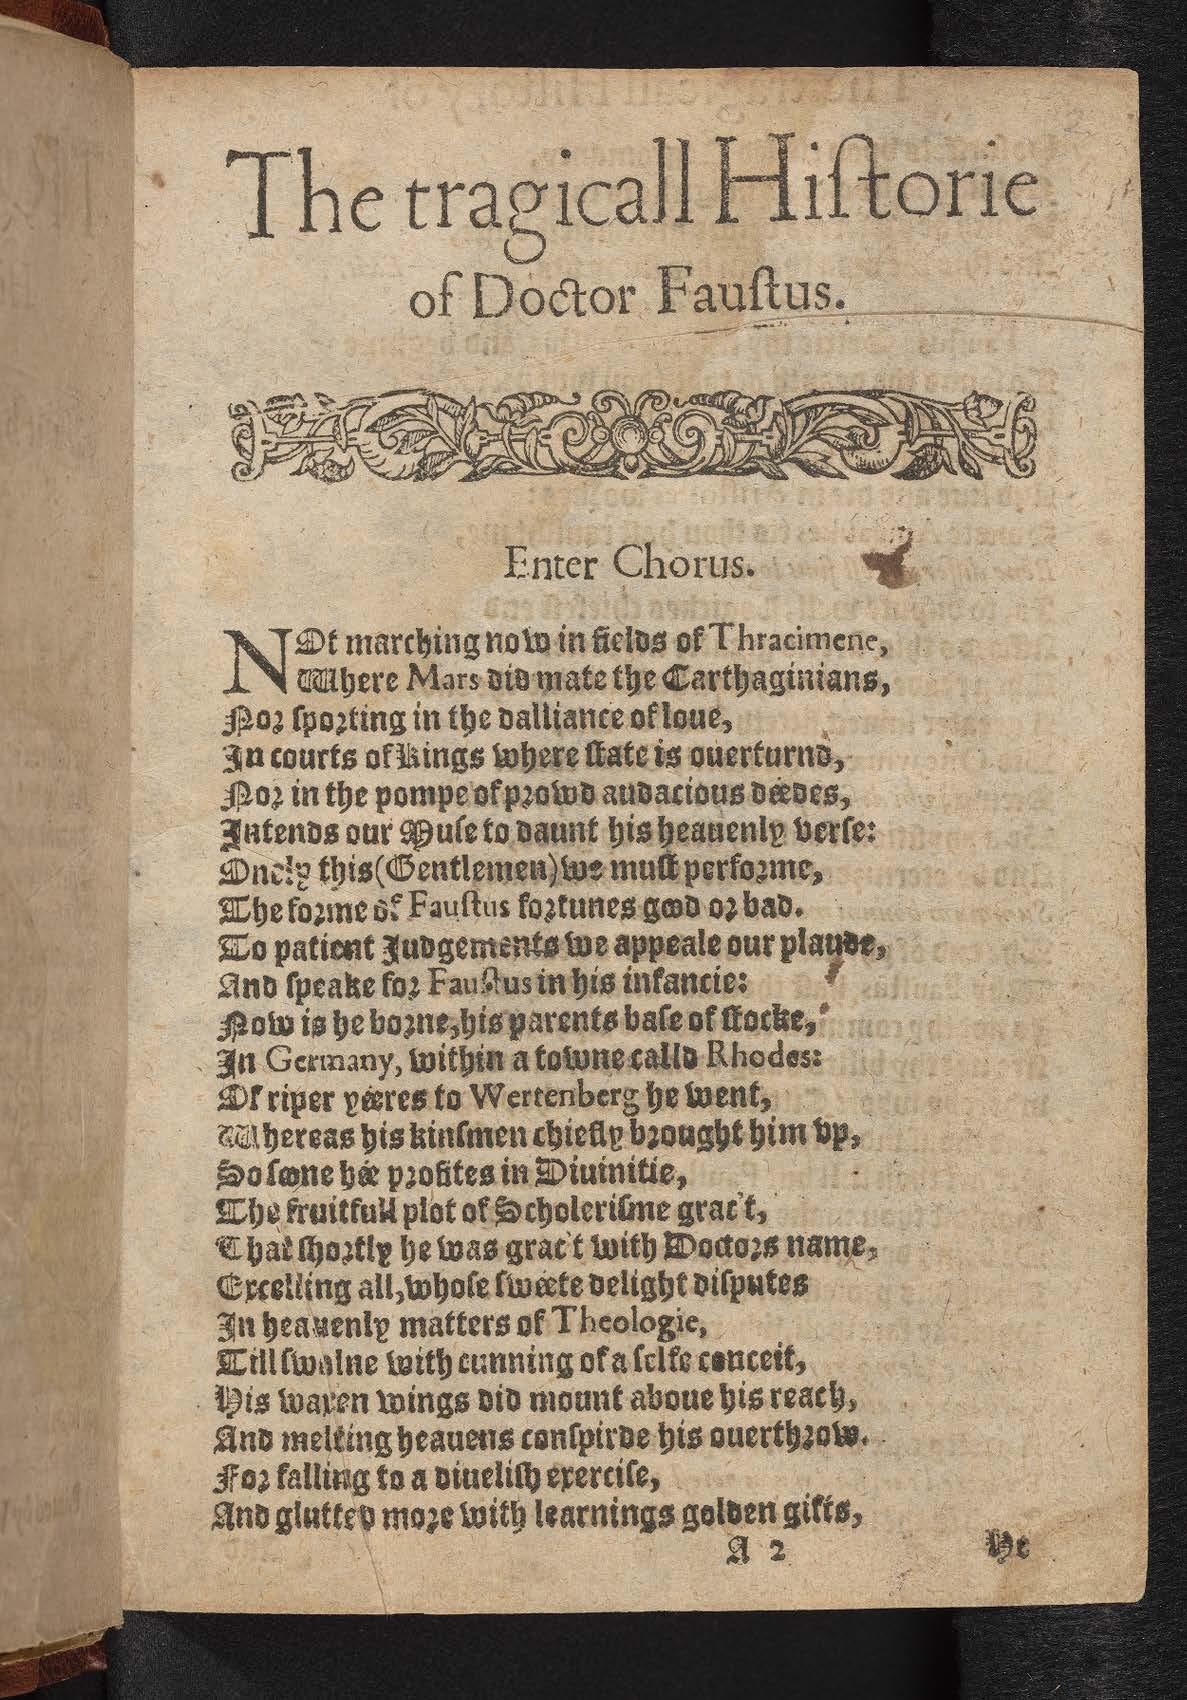 The tragicall Hiſtorie
of Doctor Fauſtus.
Enter Chorus.
NOt marching now in fields of Thracimene,
Where Mars did mate the Carthaginians,
Nor ſporting in the dalliance of loue,
In courts of Kings where ſtate is ouerturnd,
Nor in the pompe of prowd audacious deedes,
Intends our Muſe to daunt his heauenly verſe:
Onely this (Gentlemen) we muſt performe,
The forme of Fauſtus fortunes good or bad.
To patient Judgements we appeale our plaude,
And ſpeake for Fauſtus in his infancie:
Now is he borne, his parents baſe of ſtocke,
In Germany, within a towne calld Rhodes:
Of riper yeeres to Wertenberg he went,
Whereas his kinſmen chiefly brought him vp,
So ſoone hee profites in Diuinitie,
The fruitfull plot of Scholeriſme grac't,
That ſhortly he was grac't with Doctors name,
Excelling all, whoſe ſweete delight diſputes
In heauenly matters of Theologie,
Till ſwolne with cunning of a ſelfe conceit,
His waxen wings did mount aboue his reach,
And melting heauens conſpirde his ouerthrow.
For falling to a diueliſh exerciſe,
And glutted more with learnings golden gifts,
A 2 He